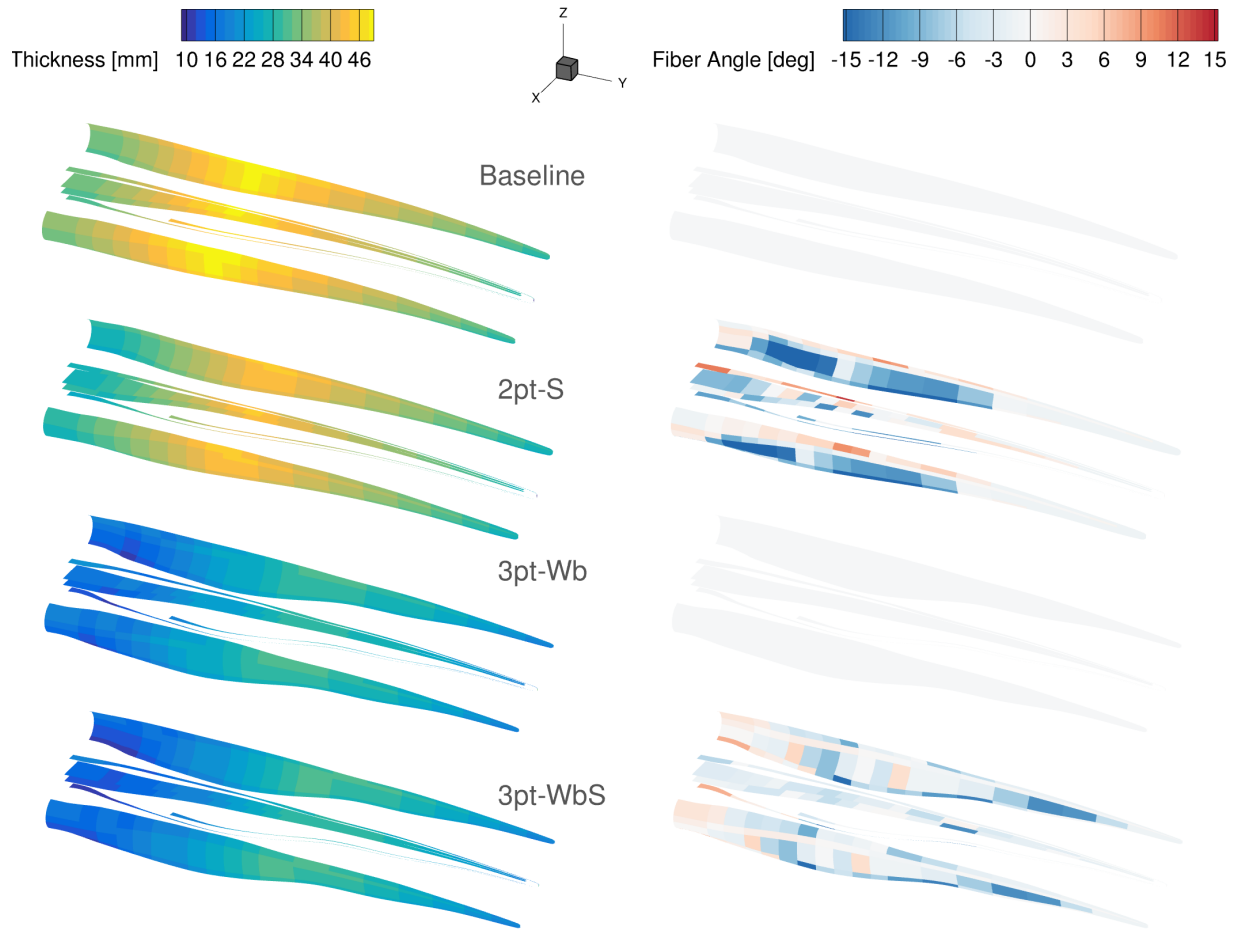 Thickness [mm] 10 16 22 28 34 40 46
Z
Y
X
Fiber Angle [deg] -15 -12 -9 -6 -3 0 3 6 9 12 15
Baseline
2pt-S
3pt-Wb
3pt-WbS